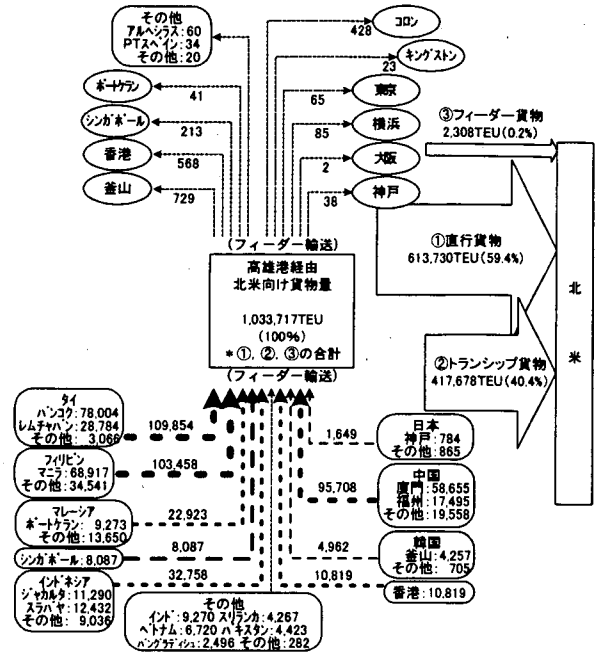 その他
アルヘシラス:60
PTスペイン:34
その他:20
428
コロン
23
キングストン
ポートケラン
41
シンガポール
213
香港
568
釜山
729
65
東京
85
横浜
2
大阪
38
神戸
③フィーダー貨物
2,308TEU(0.2%)
①直行貨物
613,730TEU(59.4%)
②トランシップ貨物
417,678TEU(40.4%)
北
米
(フィーダー輸送)
高雄港経由
北米向け貨物量
1,033,717TEU
(100%)
*①,②,③の合計
(フィーダー輸送)
タイ
バンコク:78,004
レムチャバン:28,784
その他:3,066
109,854
フィリピン
マニラ:68,917
その他:34,541
103,458
マレーシア
ポートケラン: 9,273
その他:13,650
22,923
シンガポール:8,087
8,087
インドネシア
ジャカルタ:11,290
スラバヤ:12,432
その他: 9,036
32,758
その他
インド:9,270 スリランカ:4,267
ベトナム:6,720 パキスタン:4,423
バングラディシュ:2,496 その他:282
1,649
日本
神戸:784
その他:865
95,708
中国
廈門:58,655
福州:17,495
その他:19,558
4,962
韓国
釜山:4,257
その他: 705
10,819
香港:10,819